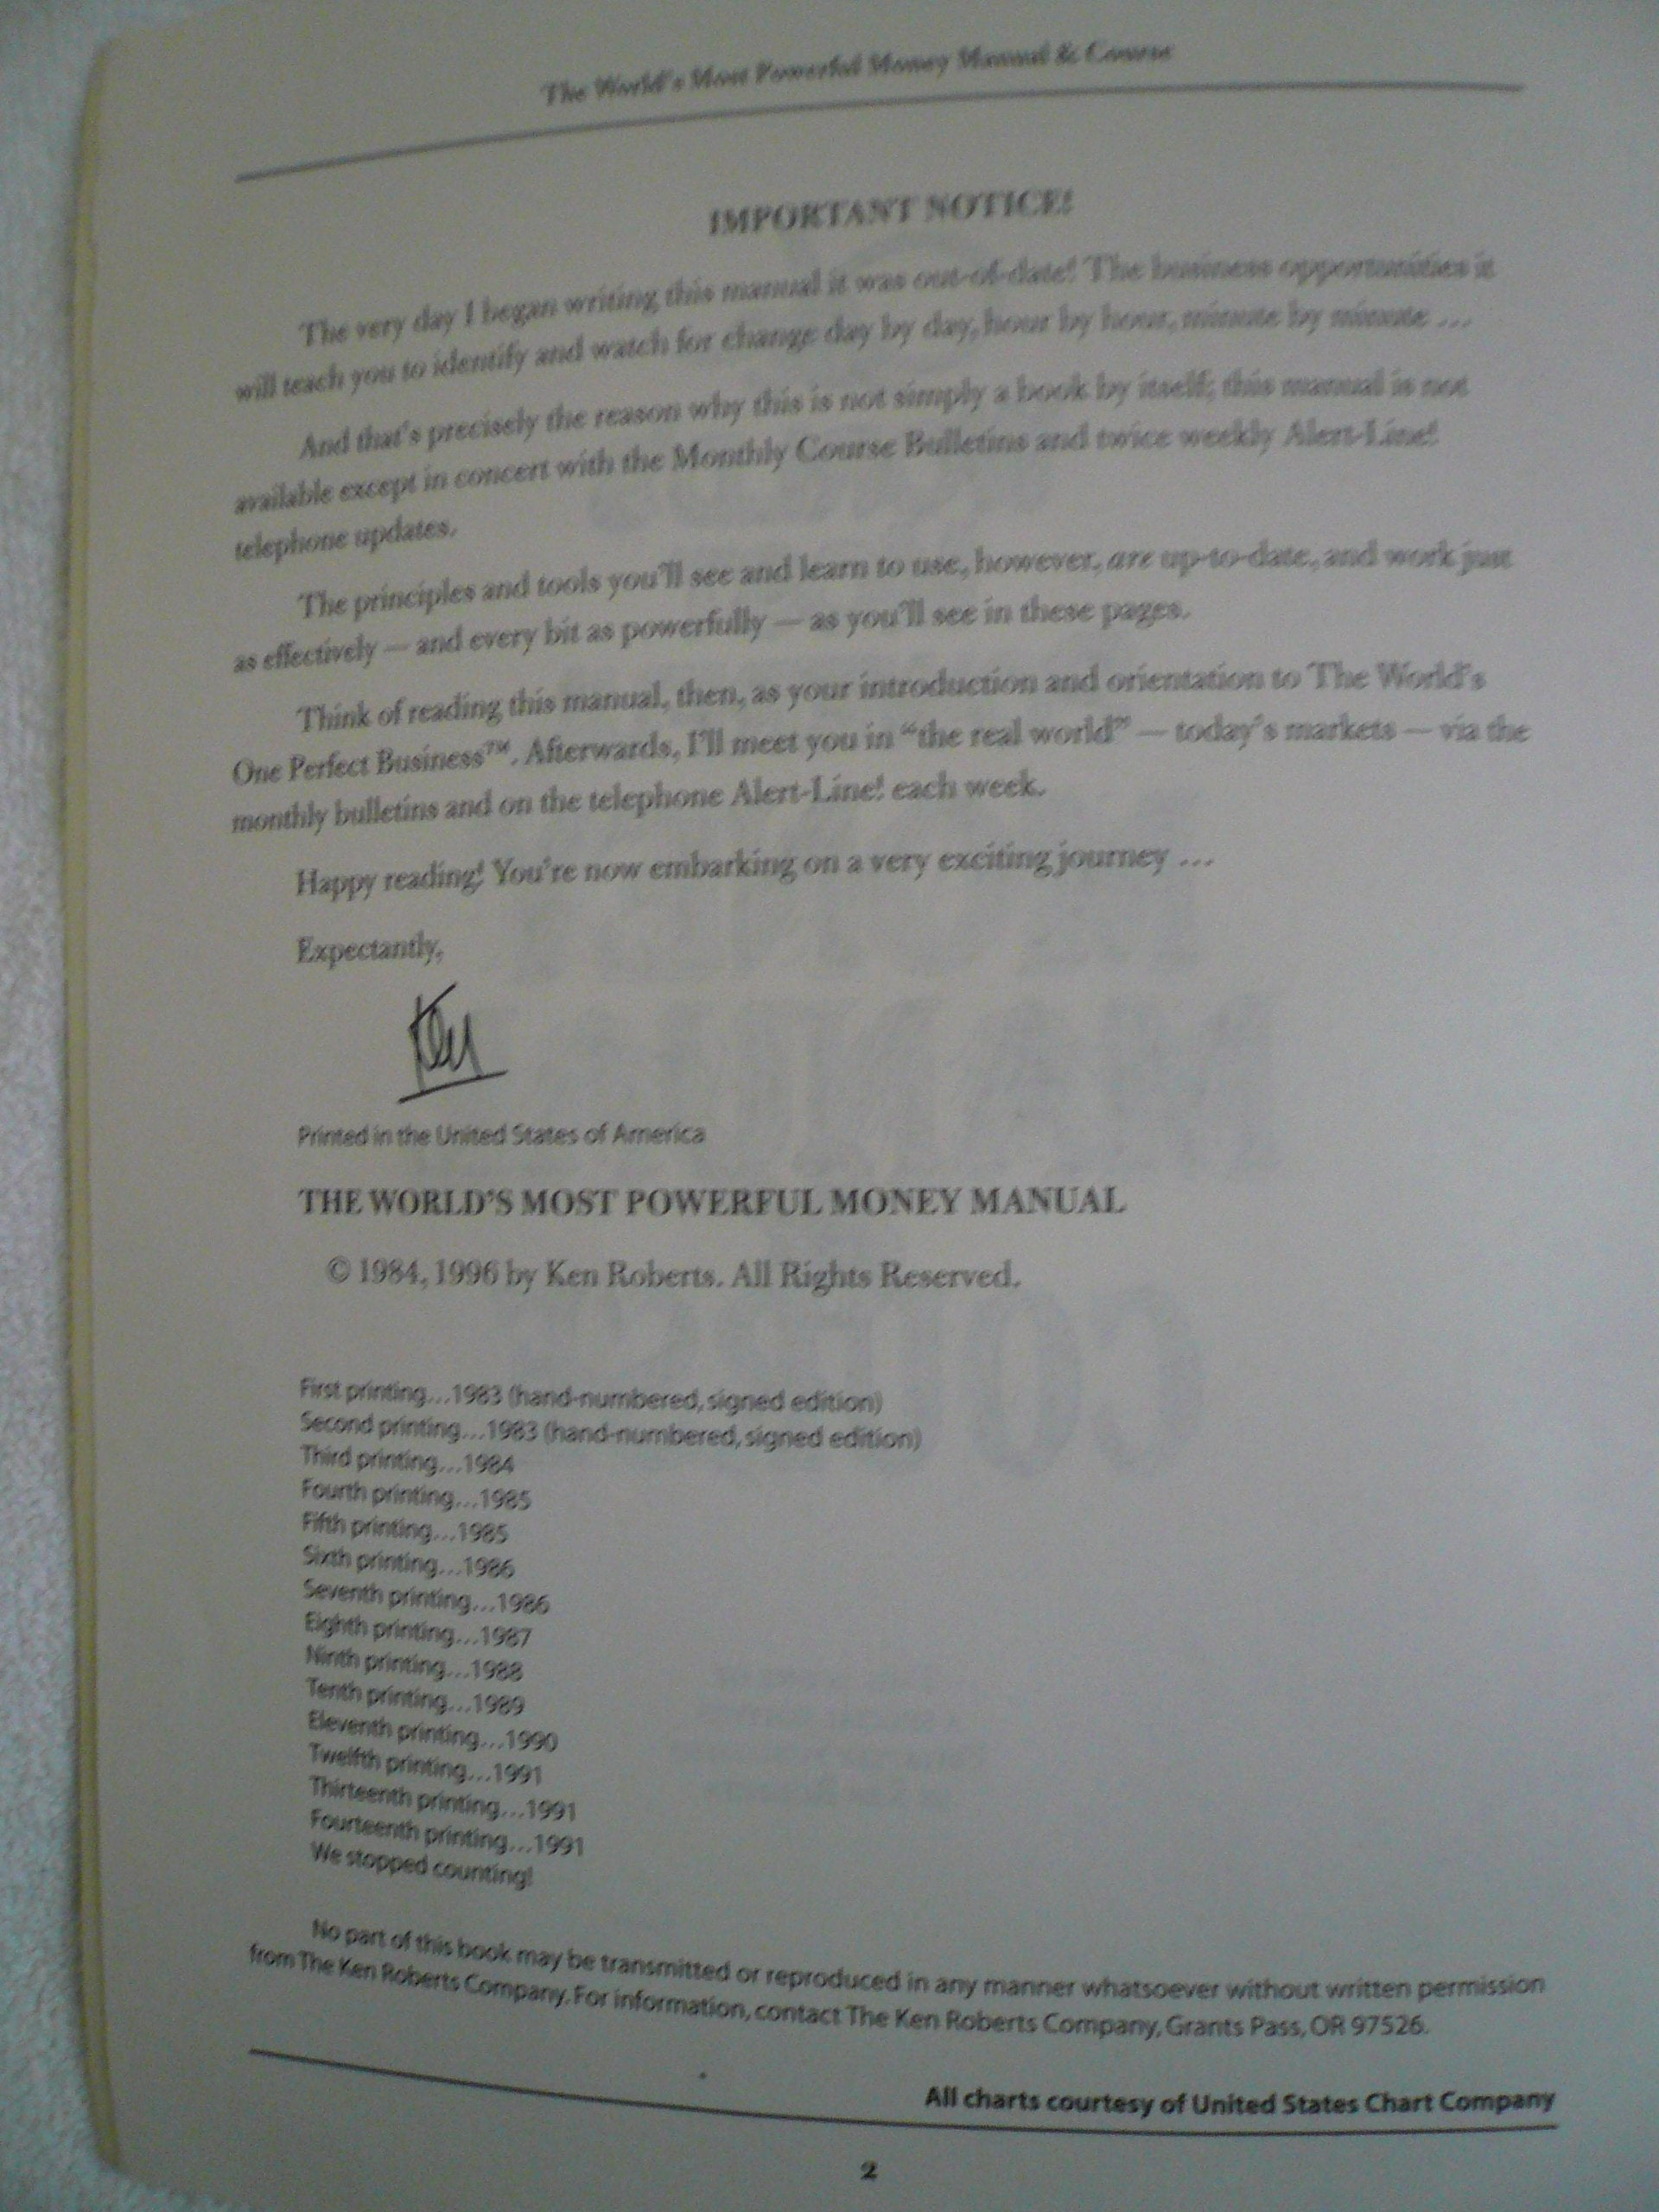 The World's Most Powerful Money Manual & Course
IMPORTANT NOTICE!
The very day I began writing this manual it was out-of-date! The business opportunities it
will teach you to identify and watch for change day by day, hour by hour, minute by minute …
And that's precisely the reason why this is not simply a book by itself; this manual is not
available except in concert with the Monthly Course Bulletins and twice weekly Alert-Line!
telephone updates.
The principles and tools you'll see and learn to use, however, are up-to-date, and work just
as effectively — and every bit as powerfully — as you'll see in these pages.
Think of reading this manual, then, as your introduction and orientation to The World's
One Perfect Business™. Afterwards, I'll meet you in “the real world” — today's markets — via the
monthly bulletins and on the telephone Alert-Line! each week.
Happy reading! You're now embarking on a very exciting journey …
Expectantly,
Ken
Printed in the United States of America
THE WORLD'S MOST POWERFUL MONEY MANUAL
© 1984, 1996 by Ken Roberts. All Rights Reserved.
First printing…1983 (hand-numbered, signed edition)
Second printing…1983 (hand-numbered, signed edition)
Third printing…1984
Fourth printing…1985
Fifth printing…1985
Sixth printing…1986
Seventh printing…1986
Eighth printing…1987
Ninth printing…1988
Tenth printing…1989
Eleventh printing…1990
Twelfth printing…1991
Thirteenth printing…1991
Fourteenth printing…1991
We stopped counting!
No part of this book may be transmitted or reproduced in any manner whatsoever without written permission
from The Ken Roberts Company. For information, contact The Ken Roberts Company, Grants Pass, OR 97526.
All charts courtesy of United States Chart Company
2